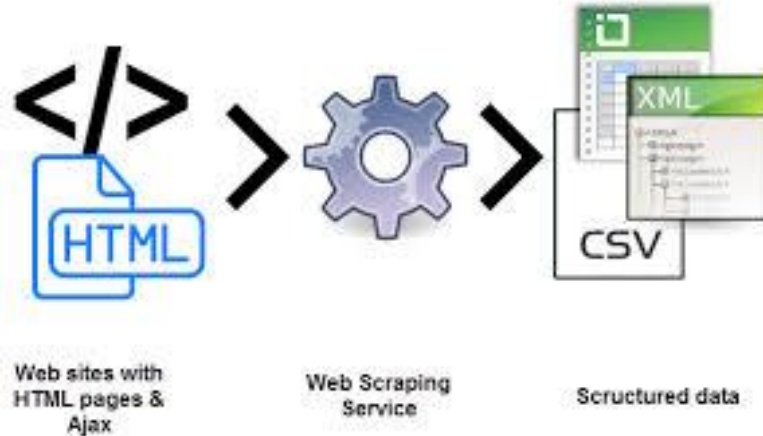 </>
HTML
XML
CSV
Web sites with
HTML pages &
Ajax
Web Scraping
Service
Scructured data